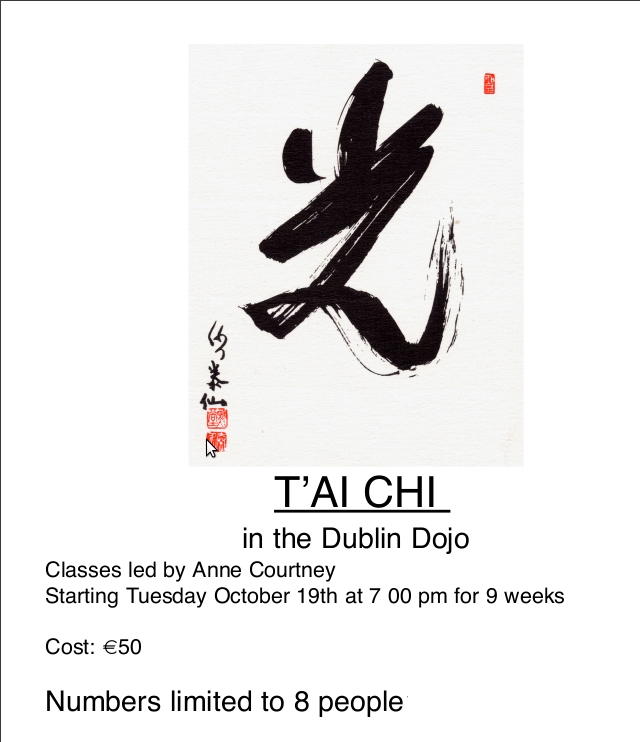 光
T'AI CHI
in the Dublin Dojo
Classes led by Anne Courtney
Starting Tuesday October 19th at 7 00 pm for 9 weeks
Cost: €50
Numbers limited to 8 people